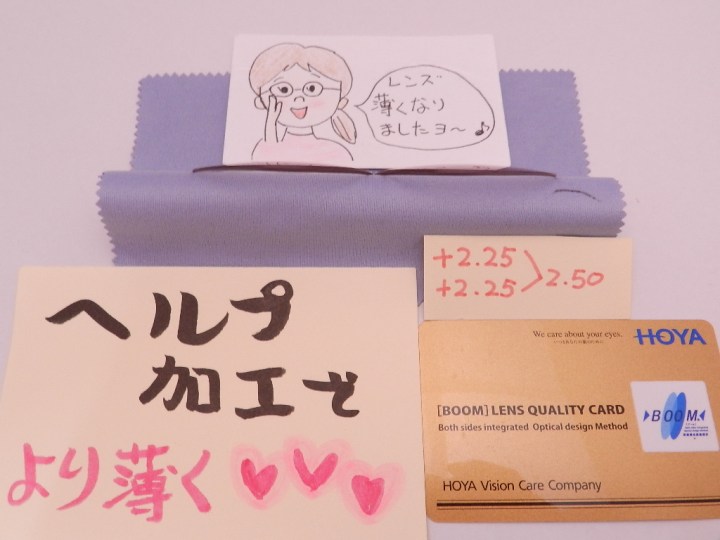 レンズ
薄くなり
ましたヨ〜♪
+2.25
+2.25 > 2.50
ヘルプ
加工で
より薄く
We care about your eyes.
HOYA
[BOOM] LENS QUALITY CARD
Both sides integrated Optical design Method
BOOM
HOYA Vision Care Company